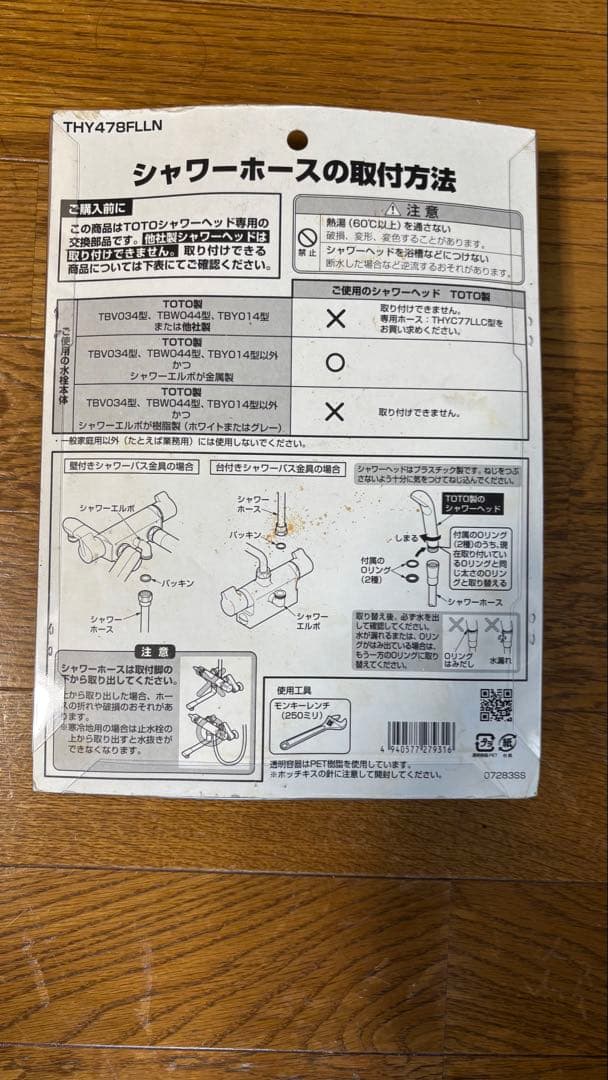 THY478FLLN
シャワーホースの取付方法
ご購入前に
この商品はTOTOシャワーヘッド専用の
交換部品です。他社製シャワーヘッドは
取り付けできません。取り付けできる
商品については下表にてご確認ください。
⚠ 注意
禁止
熱湯(60℃以上)を通さない
破損、変形、変色することがあります。
シャワーヘッドを浴槽などにつけない
断水した場合など逆流するおそれがあります。
ご使用のシャワーヘッド TOTO製
ご使用の水栓本体
TOTO製
TBV034型、TBW044型、TBY014型
または他社製
×
取り付けできません。
専用ホース:THYC77LLC型を
お買い求めください。
TOTO製
TBV034型、TBW044型、TBY014型以外
かつ
シャワーエルボが金属製
○
TOTO製
TBV034型、TBW044型、TBY014型以外
かつ
シャワーエルボが樹脂製(ホワイトまたはグレー)
×
取り付けできません。
・一般家庭用以外(たとえば業務用)には使用しないでください。
壁付きシャワーバス金具の場合
シャワーエルボ
パッキン
シャワー
ホース
台付きシャワーバス金具の場合
シャワー
ホース
パッキン
シャワー
エルボ
シャワーヘッドはプラスチック製です。ねじをつぶ
さないよう十分に気をつけてねじ込んでください。
TOTO製の
シャワーヘッド
しまる
付属の
Oリング
(2種)
付属のOリング
(2種)のうち、現
在取り付いてい
るOリングと同
じ太さのOリン
グと取り替える
シャワーホース
取り替え後、必ず水を出
して確認してください。
水が漏れるまたは、Oリン
グがはみ出ている場合は、
もう一方のOリングに取り
替えてください。
Oリング
はみだし
水漏れ
注意
シャワーホースは取付脚の
下から取り出してください。
上から取り出した場合、ホー
スの折れや破損のおそれがあ
ります。
※寒冷地用の場合は止水栓の
上から取り出すと水抜きが
できなくなります。
使用工具
モンキーレンチ
(250ミリ)
4 940577 279316
プラ
紙
透明容器はPET樹脂を使用しています。
※ホッチキスの針に注意して開封してください。
07283SS